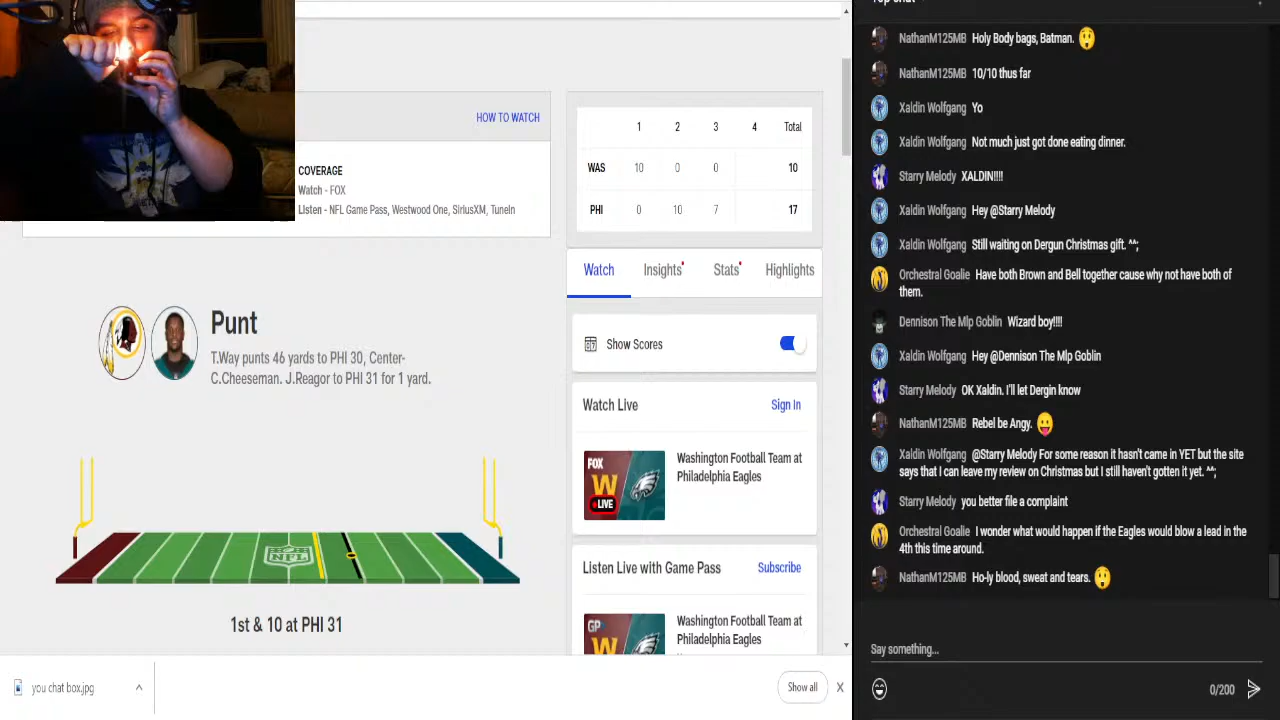 HOW TO WATCH
COVERAGE
Watch - FOX
Listen - NFL Game Pass, Westwood One, SiriusXM, TuneIn
Punt
T.Way punts 46 yards to PHI 30, Center-
C.Cheeseman. J.Reagor to PHI 31 for 1 yard.
NFL
1st & 10 at PHI 31
1 2 3 4 Total
WAS 10 0 0 10
PHI 0 10 7 17
Watch Insights Stats Highlights
Show Scores
Watch Live Sign In
FOX
W
LIVE
Washington Football Team at
Philadelphia Eagles
Listen Live with Game Pass Subscribe
GP
Washington Football Team at
Philadelphia Eagles
you chat box.jpg
Show all X
NathanM125MB Holy Body bags, Batman. 😲
NathanM125MB 10/10 thus far
Xaldin Wolfgang Yo
Xaldin Wolfgang Not much just got done eating dinner.
Starry Melody XALDIN!!!!
Xaldin Wolfgang Hey @Starry Melody
Xaldin Wolfgang Still waiting on Dergun Christmas gift. ^^;
Orchestral Goalie Have both Brown and Bell together cause why not have both of
them.
Dennison The Mlp Goblin Wizard boy!!!!
Xaldin Wolfgang Hey @Dennison The Mlp Goblin
Starry Melody OK Xaldin. I'll let Dergin know
NathanM125MB Rebel be Angy. 😛
Xaldin Wolfgang @Starry Melody For some reason it hasn't came in YET but the site
says that I can leave my review on Christmas but I still haven't gotten it yet. ^^;
Starry Melody you better file a complaint
Orchestral Goalie I wonder what would happen if the Eagles would blow a lead in the
4th this time around.
NathanM125MB Ho-ly blood, sweat and tears. 😲
Say something...
0/200